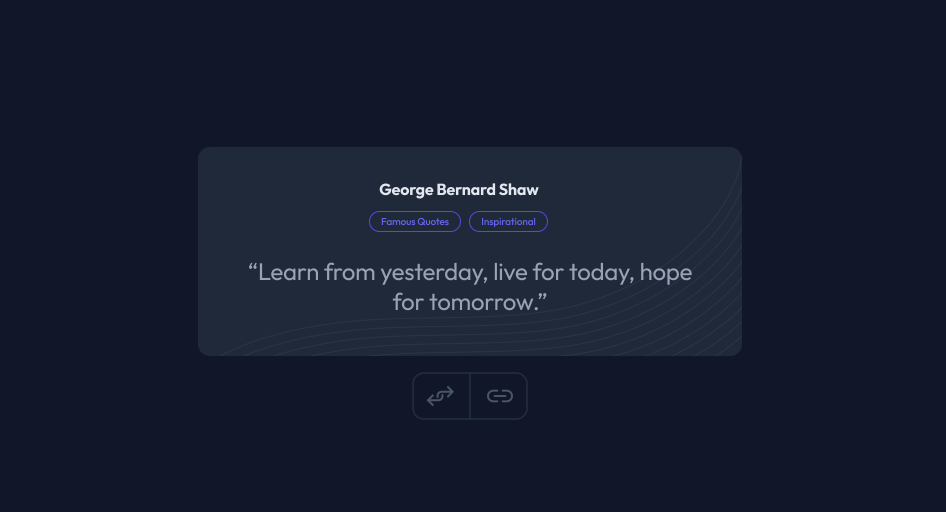 George Bernard Shaw
Famous Quotes Inspirational
“Learn from yesterday, live for today, hope
for tomorrow.”